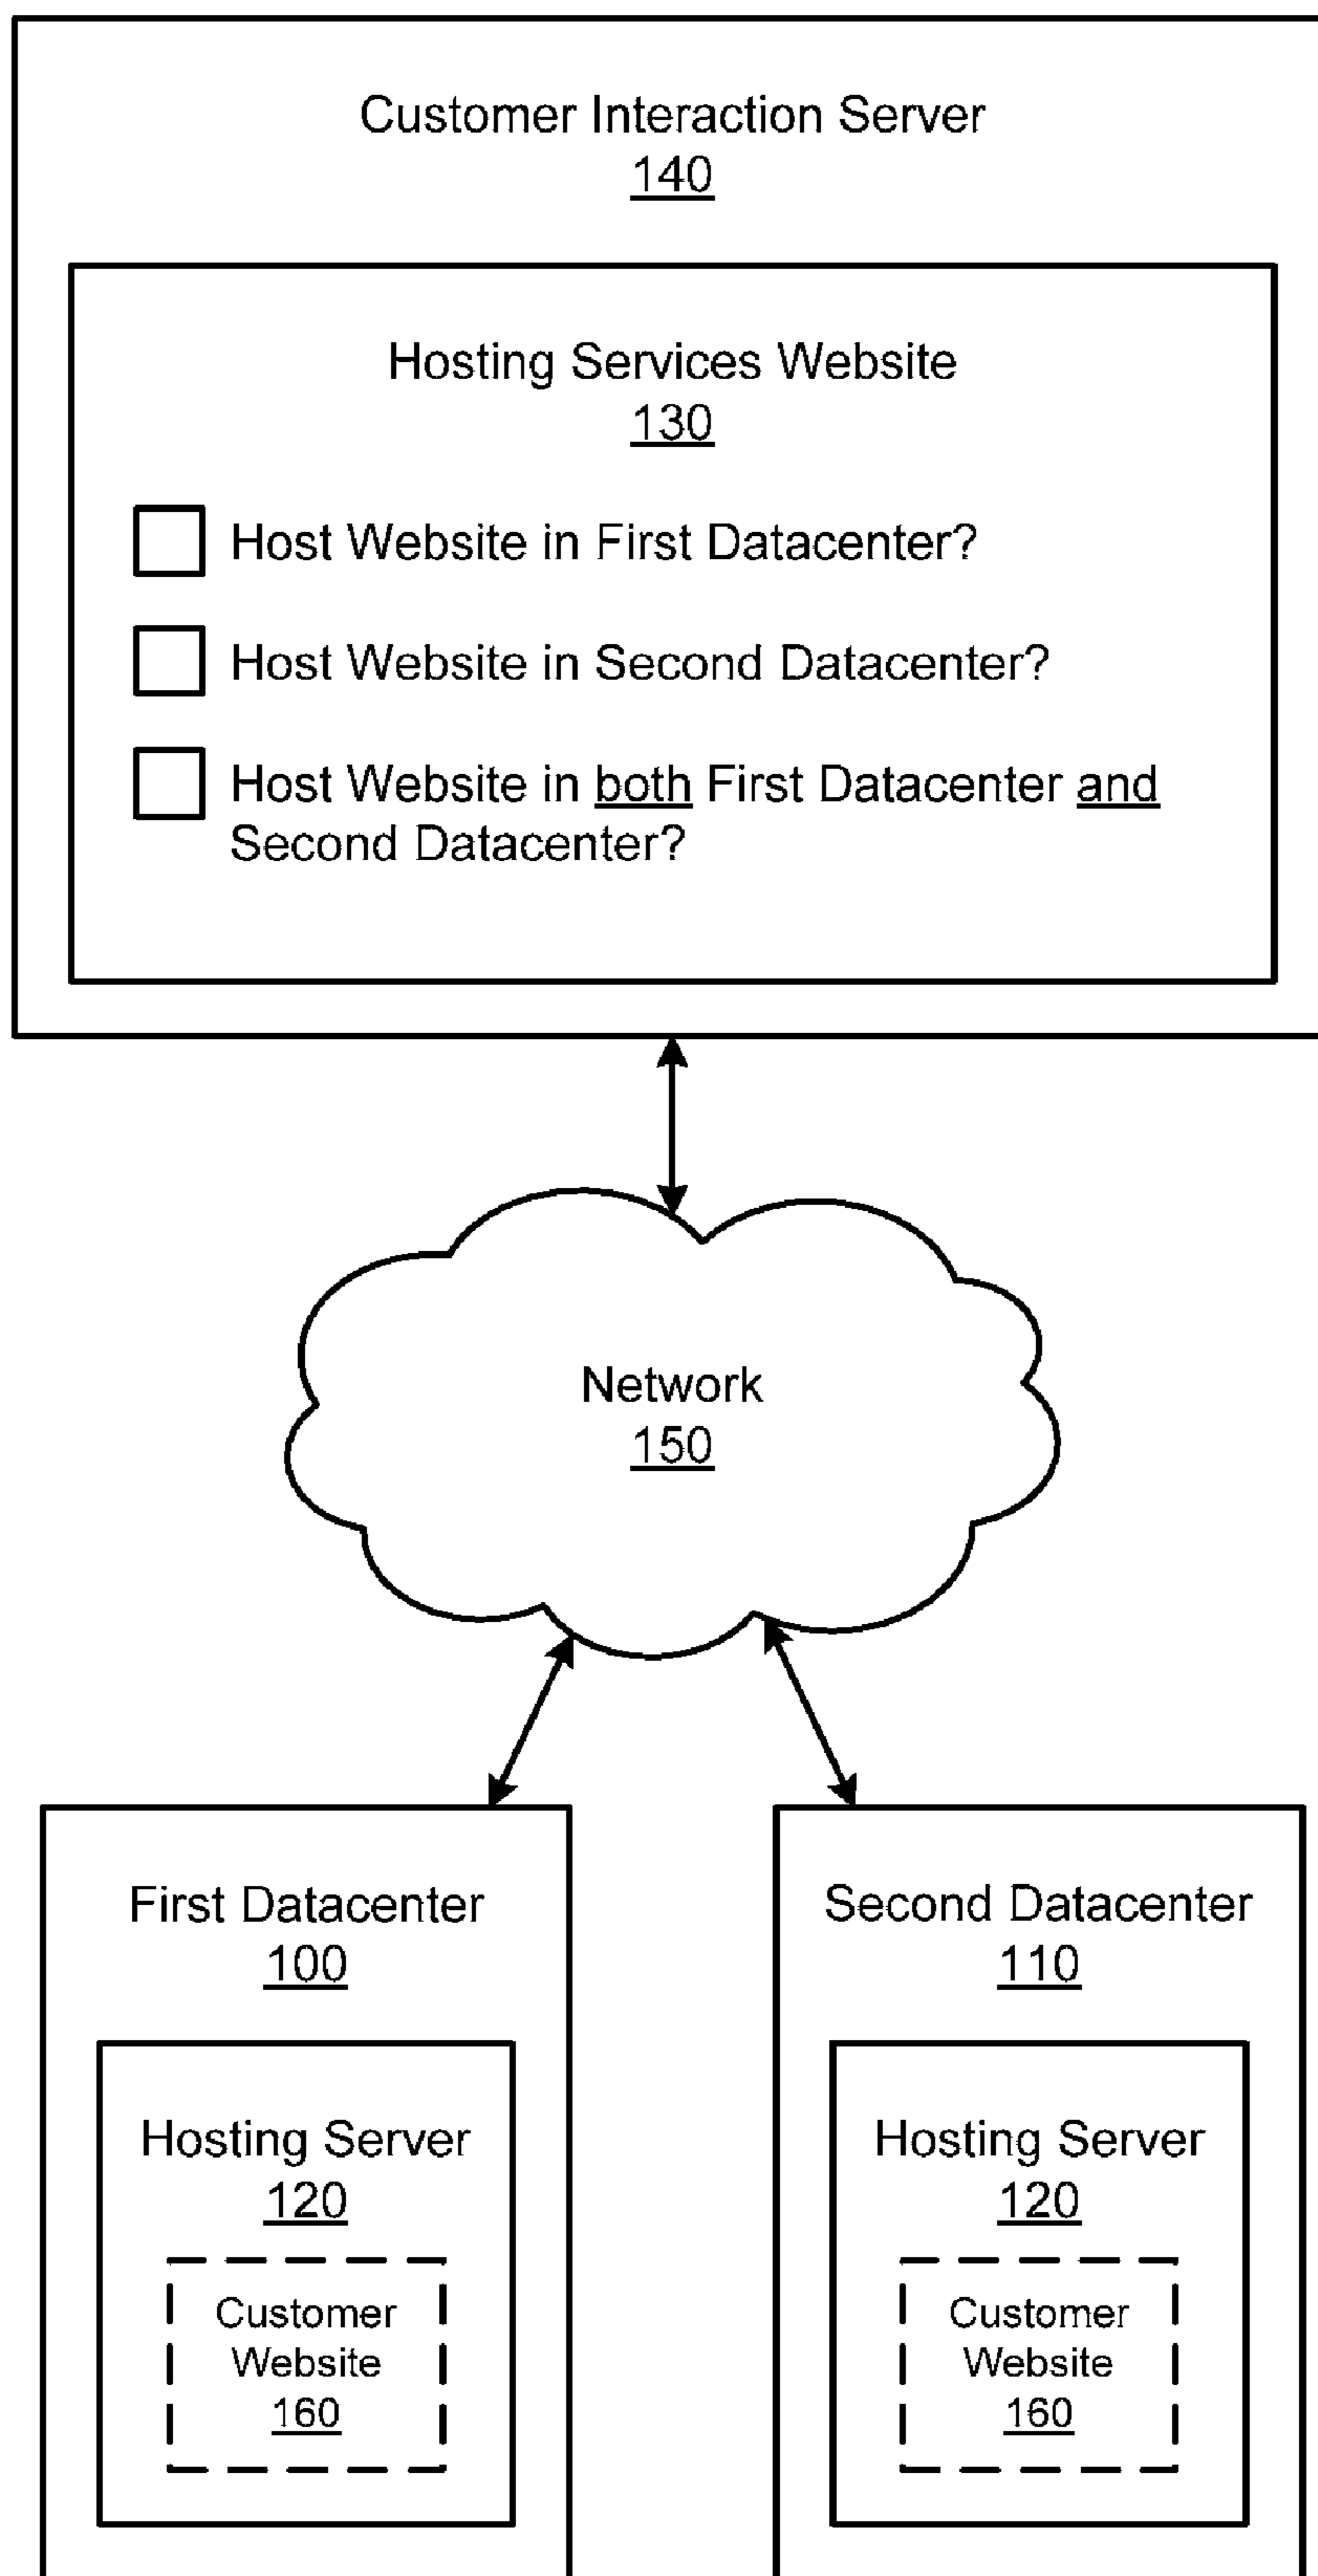 Customer Interaction Server
140
Hosting Services Website
130
Host Website in First Datacenter?
Host Website in Second Datacenter?
Host Website in both First Datacenter and
Second Datacenter?
Network
150
First Datacenter
100
Hosting Server
120
Customer
Website
160
Second Datacenter
110
Hosting Server
120
Customer
Website
160